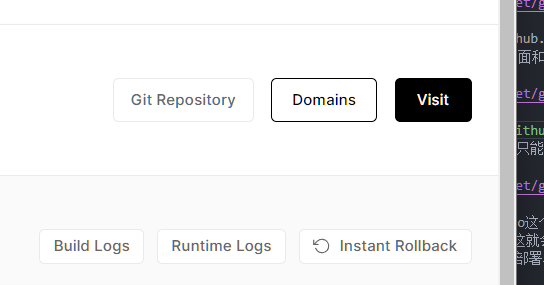 Git Repository
Domains
Visit
Build Logs
Runtime Logs
Instant Rollback
et/g
hub.
面和
et/g
ithu
只能
et/g
o这个
这就会
部署